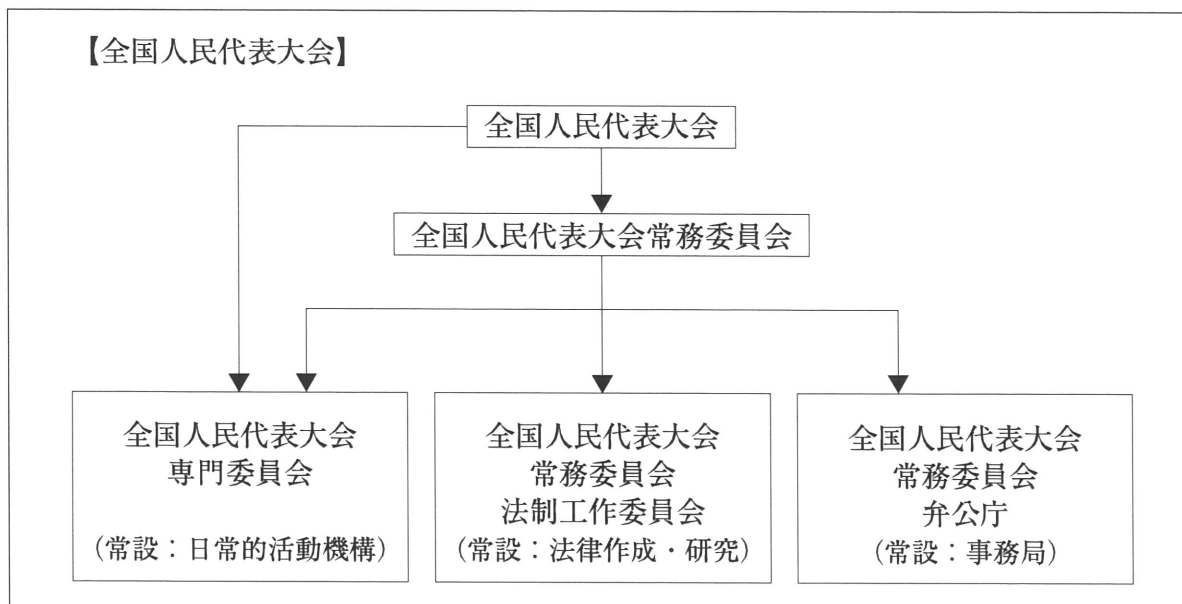 【全国人民代表大会】
全国人民代表大会
全国人民代表大会常務委員会
全国人民代表大会
専門委員会
（常設：日常的活動機構）
全国人民代表大会
常務委員会
法制工作委員会
（常設：法律作成・研究）
全国人民代表大会
常務委員会
弁公庁
（常設：事務局）